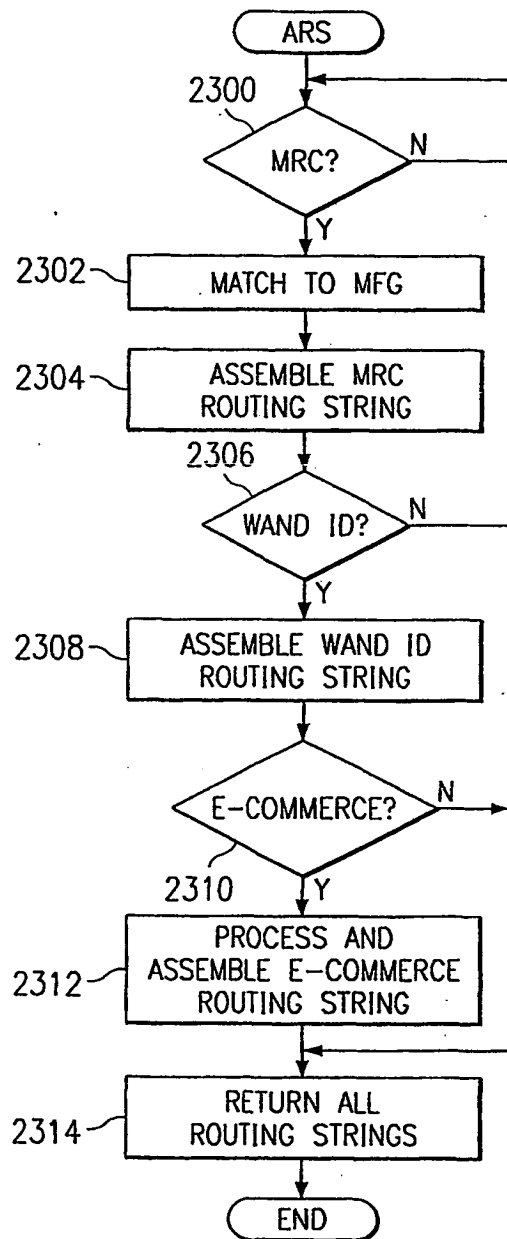 ARS
2300
MRC?
N
Y
2302
MATCH TO MFG
2304
ASSEMBLE MRC
ROUTING STRING
2306
WAND ID?
N
Y
2308
ASSEMBLE WAND ID
ROUTING STRING
E-COMMERCE?
N
2310
Y
2312
PROCESS AND
ASSEMBLE E-COMMERCE
ROUTING STRING
2314
RETURN ALL
ROUTING STRINGS
END